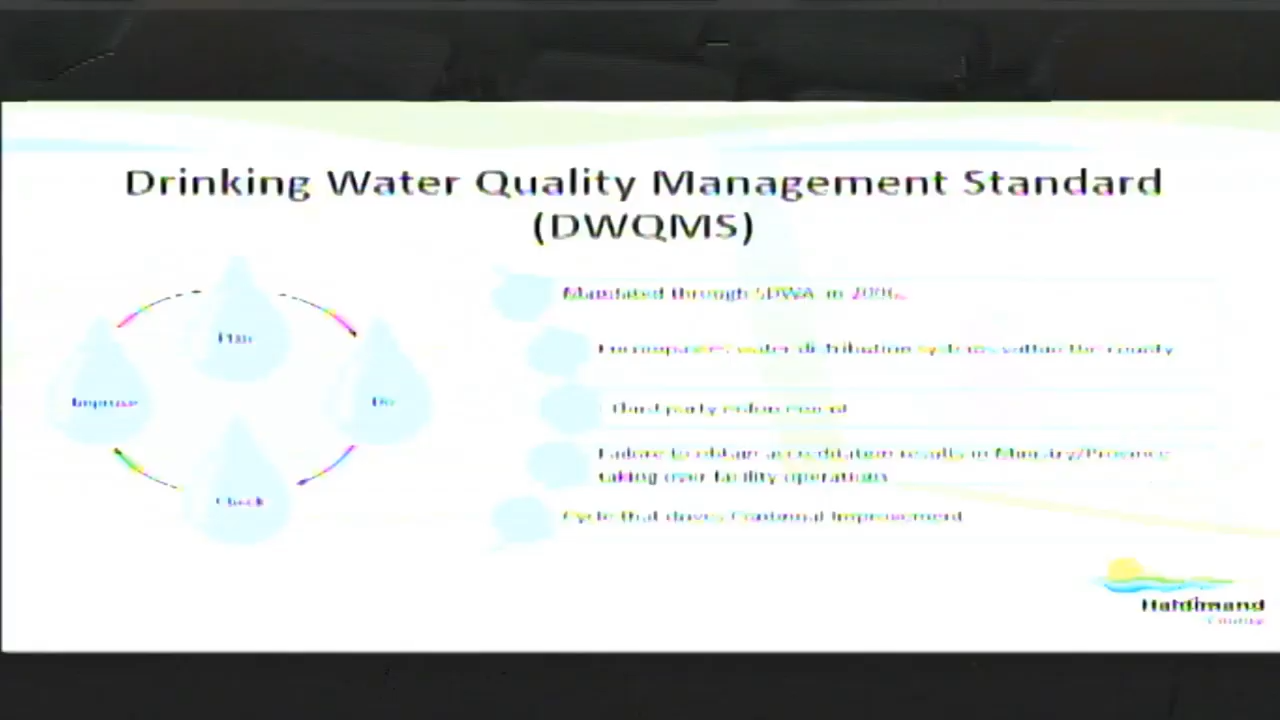 Drinking Water Quality Management Standard
(DWQMS)
Plan
Improve
Do
Check
Mandated through SDWA in 2006.
Encompasses water distribution systems within the county
Third party
Failure to obtain accreditation results in Ministry/Province
taking over facility operations
Cycle that drives Continual Improvement
Haldimand
County